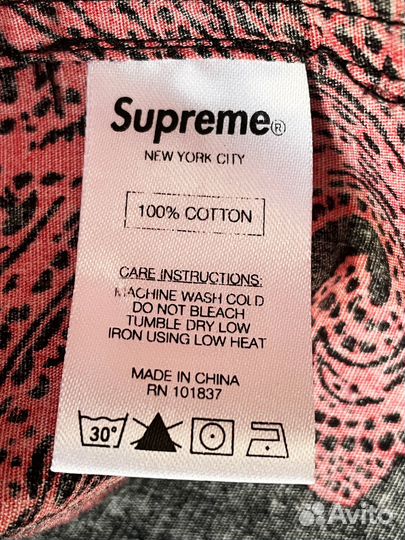 Supreme®
NEW YORK CITY
100% COTTON
CARE INSTRUCTIONS:
MACHINE WASH COLD
DO NOT BLEACH
TUMBLE DRY LOW
IRON USING LOW HEAT
MADE IN CHINA
RN 101837
30°
Avito